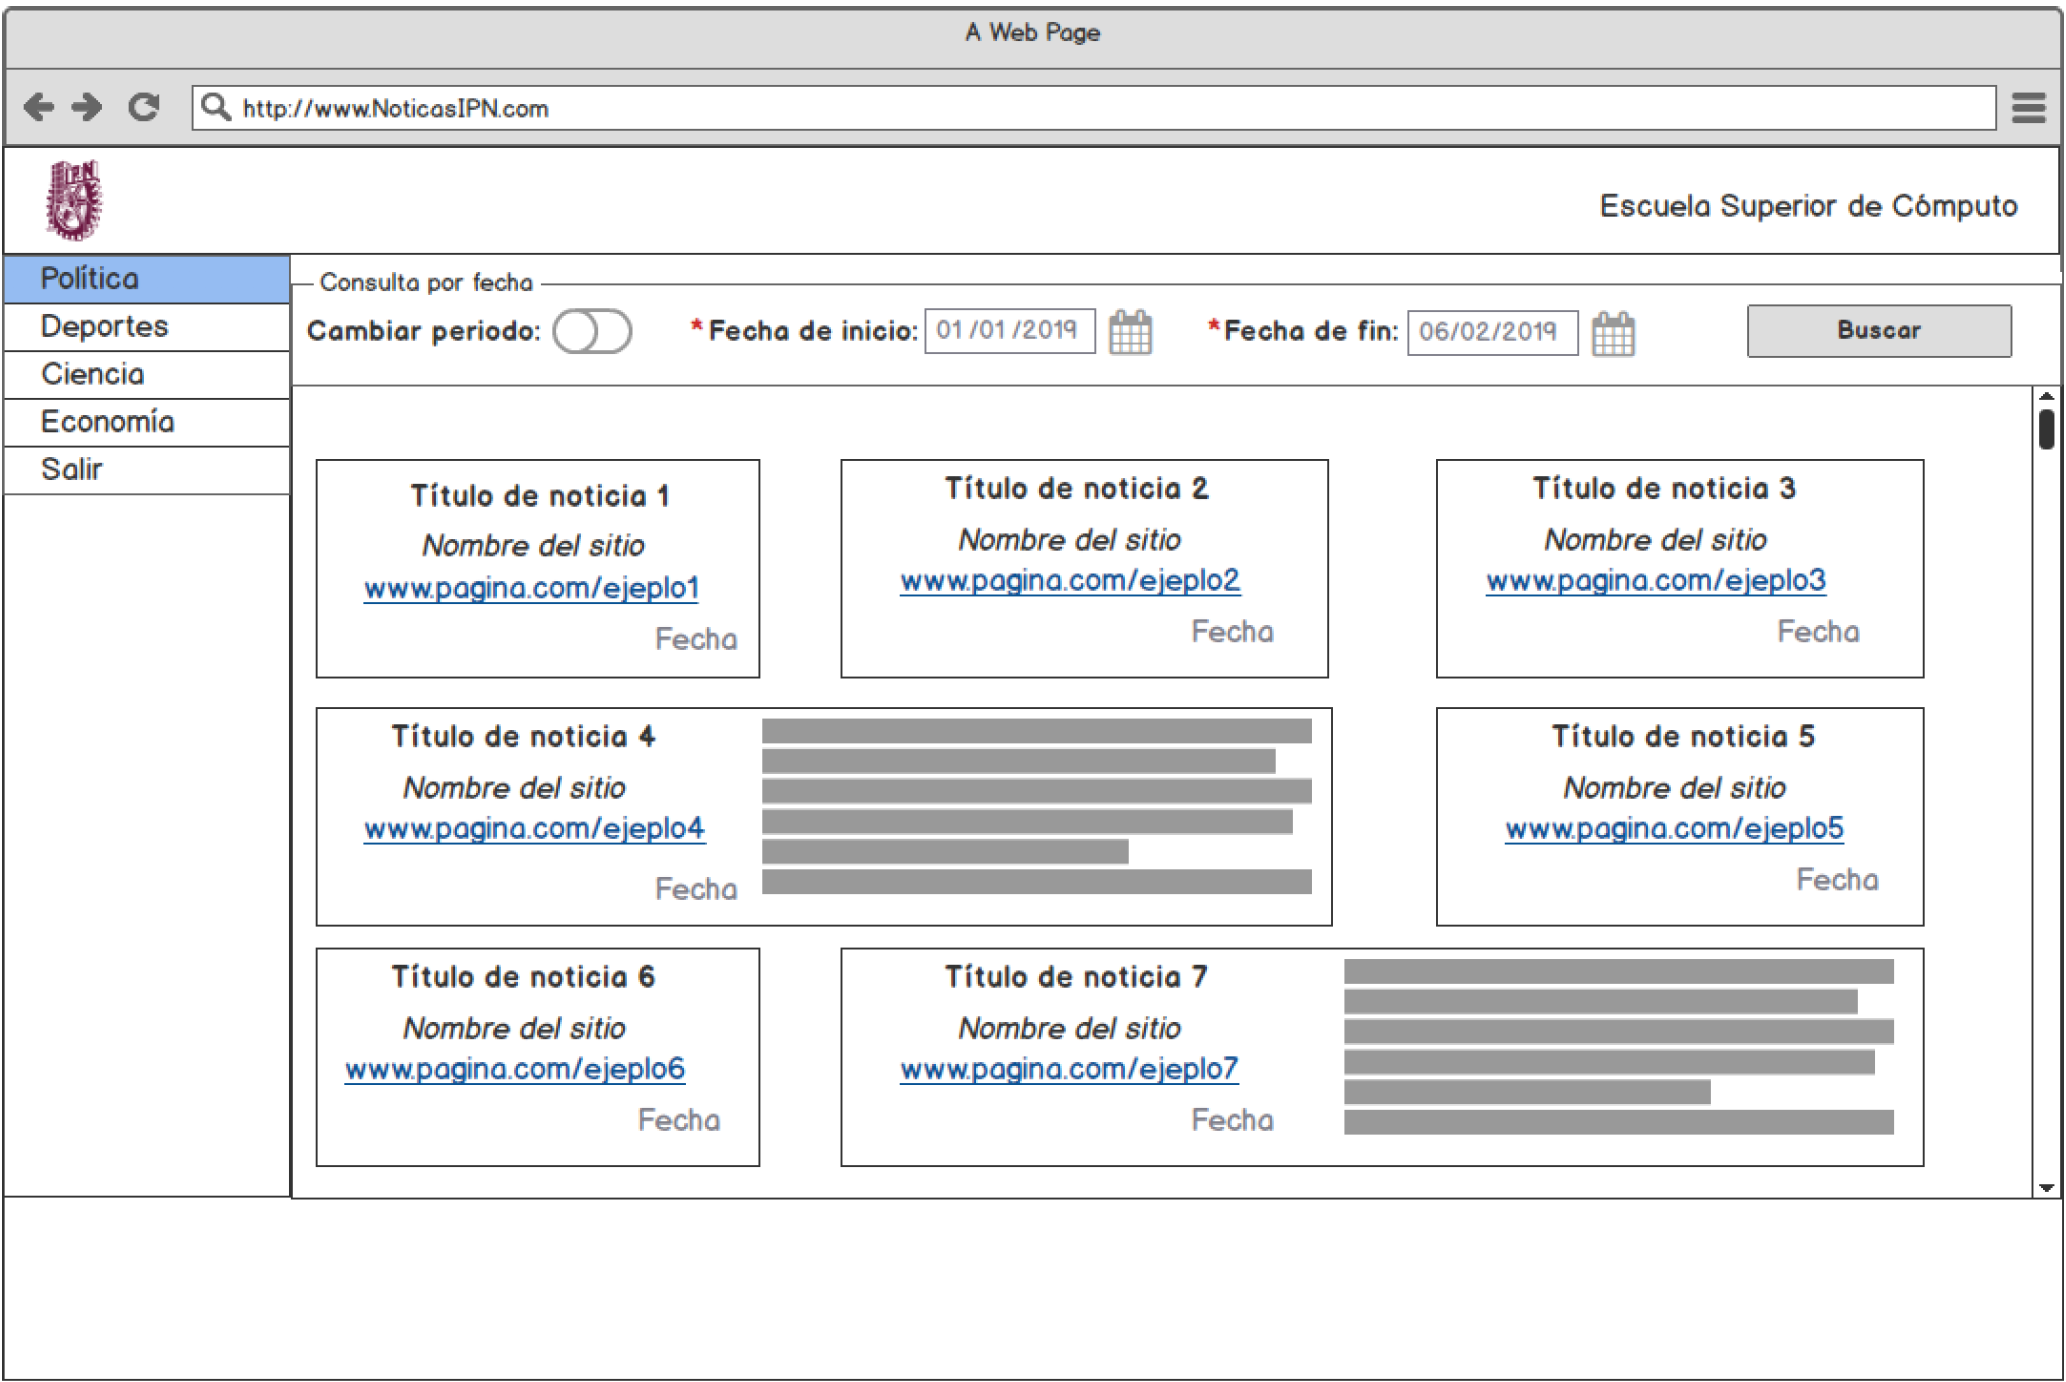 A Web Page
http://www.NoticasIPN.com
IPN
Escuela Superior de Cómputo
Política
Deportes
Ciencia
Economía
Salir
Consulta por fecha
Cambiar periodo: *Fecha de inicio: 01/01/2019 *Fecha de fin: 06/02/2019 Buscar
Título de noticia 1
Nombre del sitio
www.pagina.com/ejeplo1
Fecha
Título de noticia 2
Nombre del sitio
www.pagina.com/ejeplo2
Fecha
Título de noticia 3
Nombre del sitio
www.pagina.com/ejeplo3
Fecha
Título de noticia 4
Nombre del sitio
www.pagina.com/ejeplo4
Fecha
Título de noticia 5
Nombre del sitio
www.pagina.com/ejeplo5
Fecha
Título de noticia 6
Nombre del sitio
www.pagina.com/ejeplo6
Fecha
Título de noticia 7
Nombre del sitio
www.pagina.com/ejeplo7
Fecha